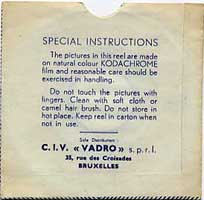 SPECIAL INSTRUCTIONS
The pictures in this reel are made
on natural colour KODACHROME
film and reasonable care should be
exercised in handling.
Do not touch the pictures with
fingers. Clean with soft cloth or
camel hair brush. Do not store in
hot place. Keep reel in carton when
not in use.
Sole Distributors :
C.I.V. « VADRO » s.p.r.l.
35, rue des Croisades
BRUXELLES